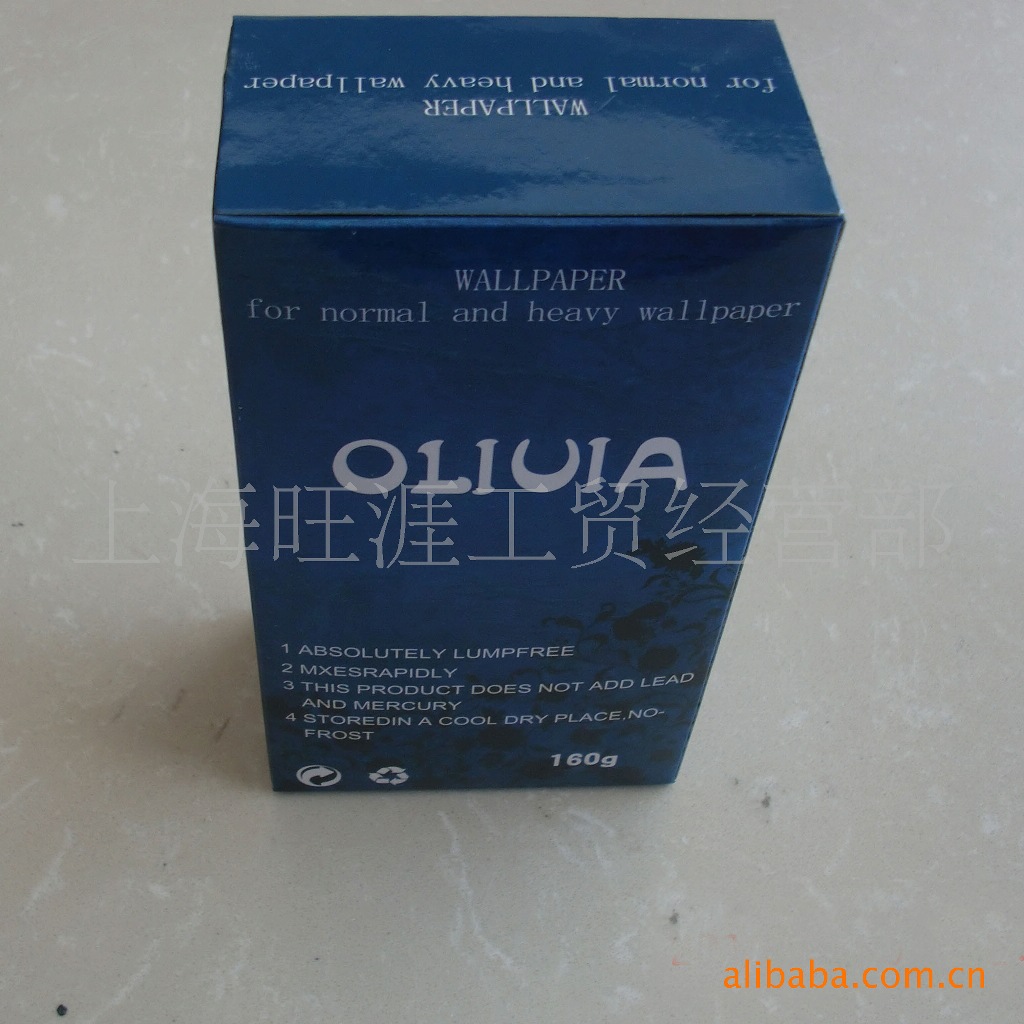 for normal and heavy wallpaper
WALLPAPER
WALLPAPER
for normal and heavy wallpaper
OLIVIA
上海旺涯工贸经营部
1 ABSOLUTELY LUMPFREE
2 MXESRAPIDLY
3 THIS PRODUCT DOES NOT ADD LEAD
AND MERCURY
4 STOREDIN A COOL DRY PLACE,NO-
FROST
160g
alibaba.com.cn